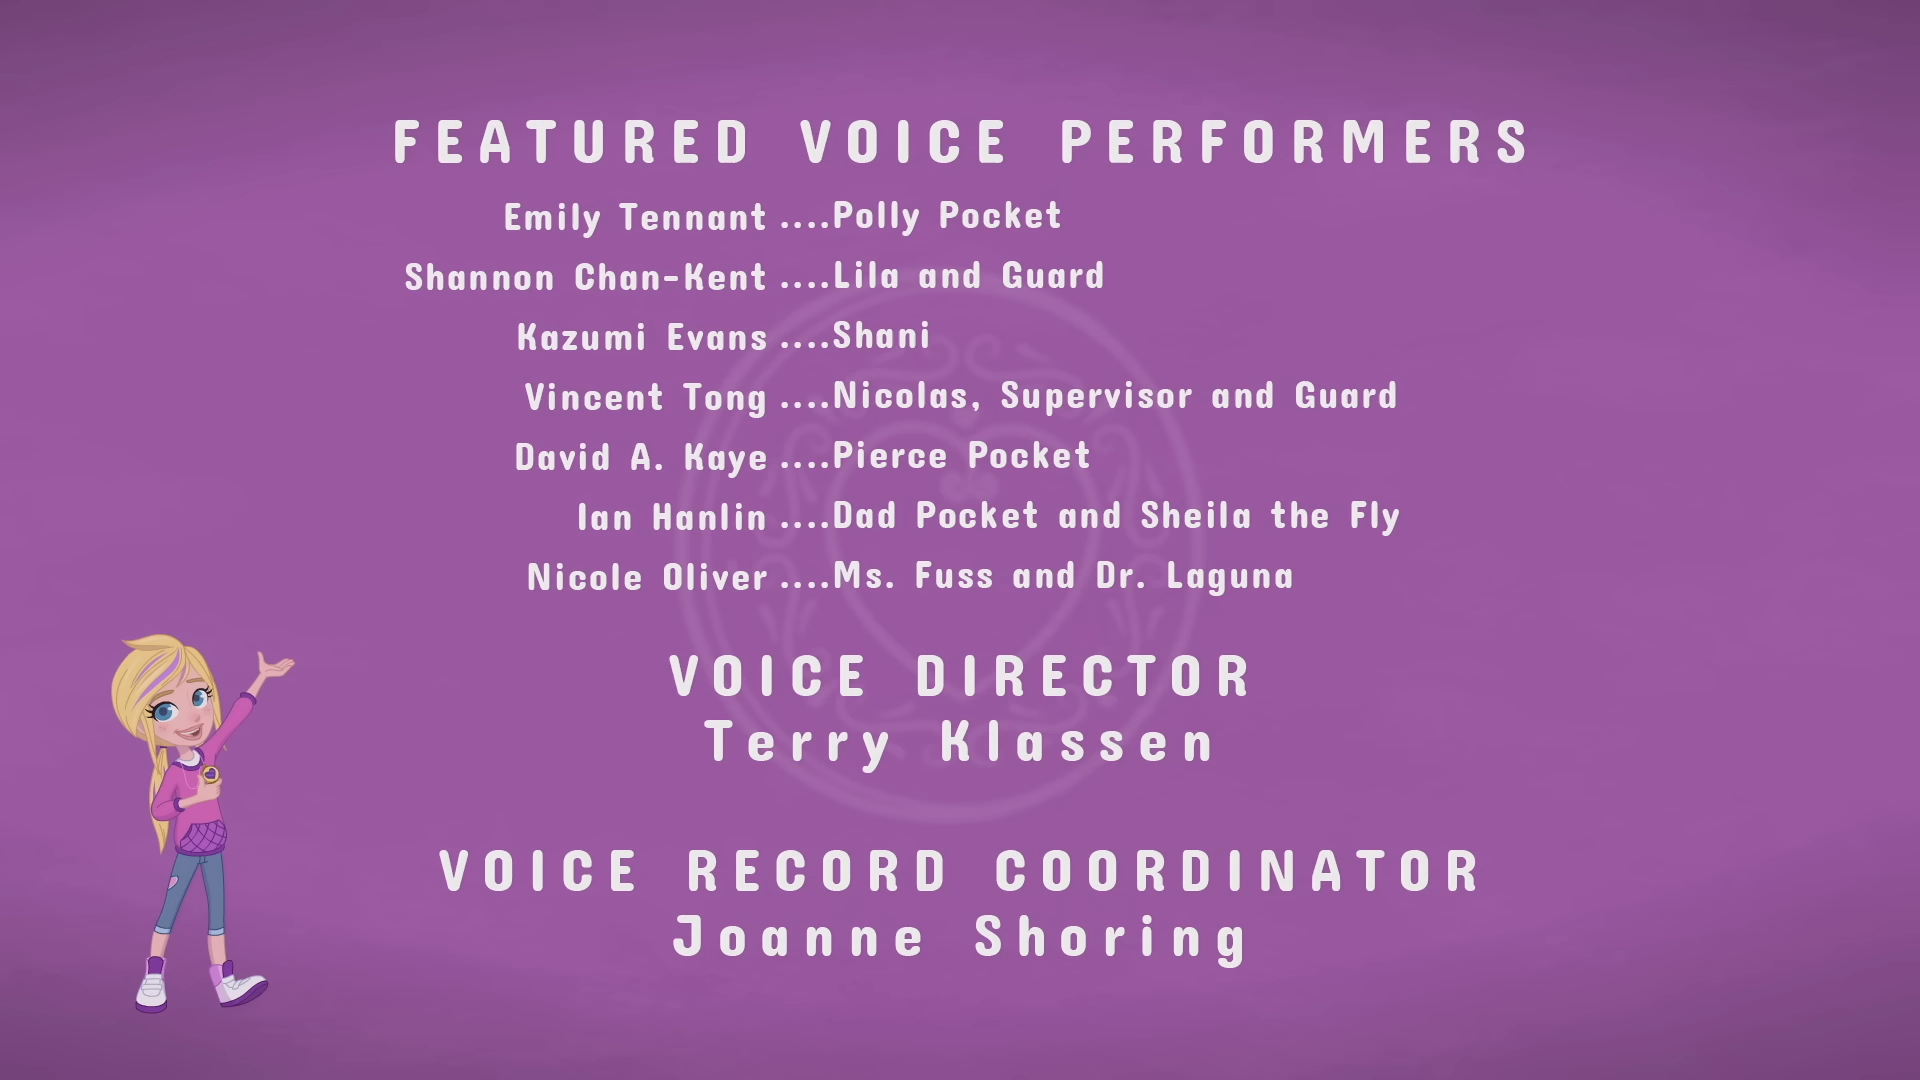 FEATURED VOICE PERFORMERS
Emily Tennant ....Polly Pocket
Shannon Chan-Kent ....Lila and Guard
Kazumi Evans ....Shani
Vincent Tong ....Nicolas, Supervisor and Guard
David A. Kaye ....Pierce Pocket
Ian Hanlin ....Dad Pocket and Sheila the Fly
Nicole Oliver ....Ms. Fuss and Dr. Laguna
VOICE DIRECTOR
Terry Klassen
VOICE RECORD COORDINATOR
Joanne Shoring